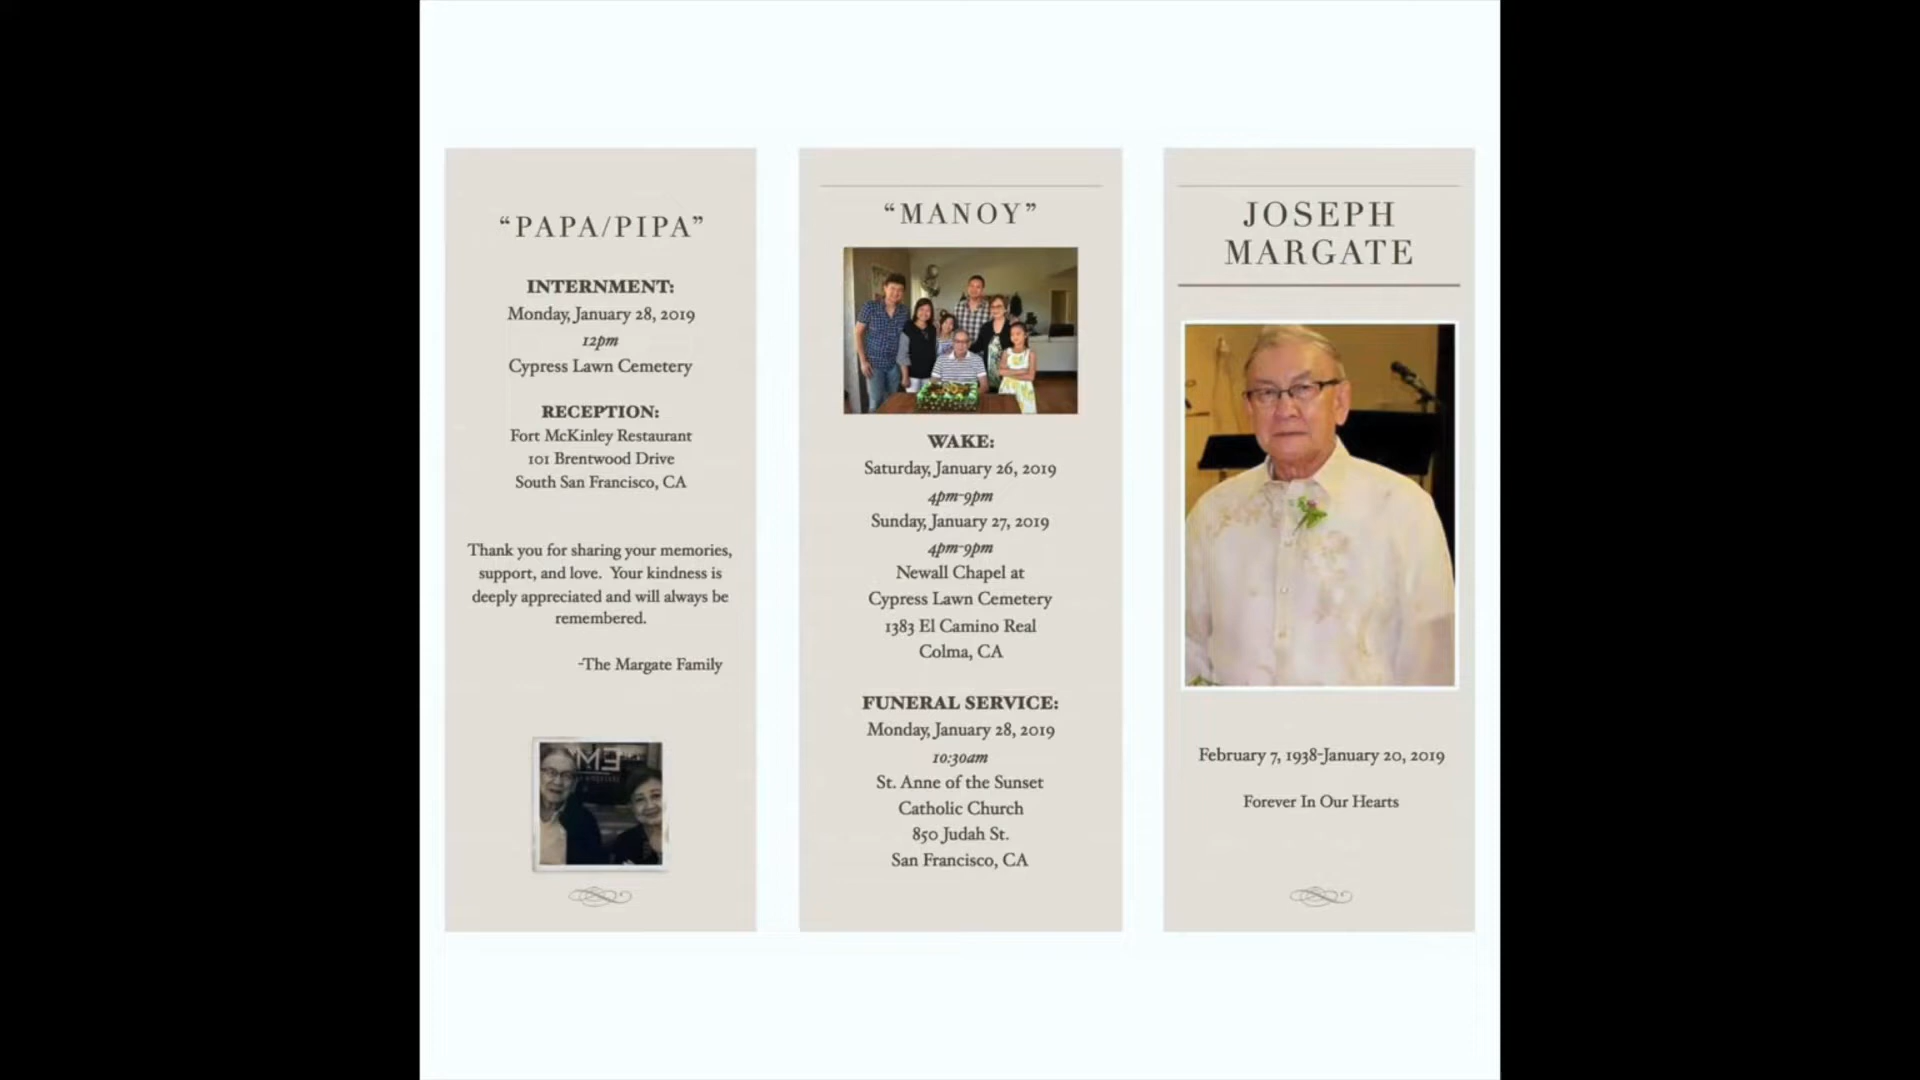 “PAPA/PIPA”
INTERNMENT:
Monday, January 28, 2019
12pm
Cypress Lawn Cemetery
RECEPTION:
Fort McKinley Restaurant
101 Brentwood Drive
South San Francisco, CA
Thank you for sharing your memories,
support, and love. Your kindness is
deeply appreciated and will always be
remembered.
-The Margate Family
“MANOY”
WAKE:
Saturday, January 26, 2019
4pm-9pm
Sunday, January 27, 2019
4pm-9pm
Newall Chapel at
Cypress Lawn Cemetery
1383 El Camino Real
Colma, CA
FUNERAL SERVICE:
Monday, January 28, 2019
10:30am
St. Anne of the Sunset
Catholic Church
850 Judah St.
San Francisco, CA
JOSEPH
MARGATE
February 7, 1938-January 20, 2019
Forever In Our Hearts